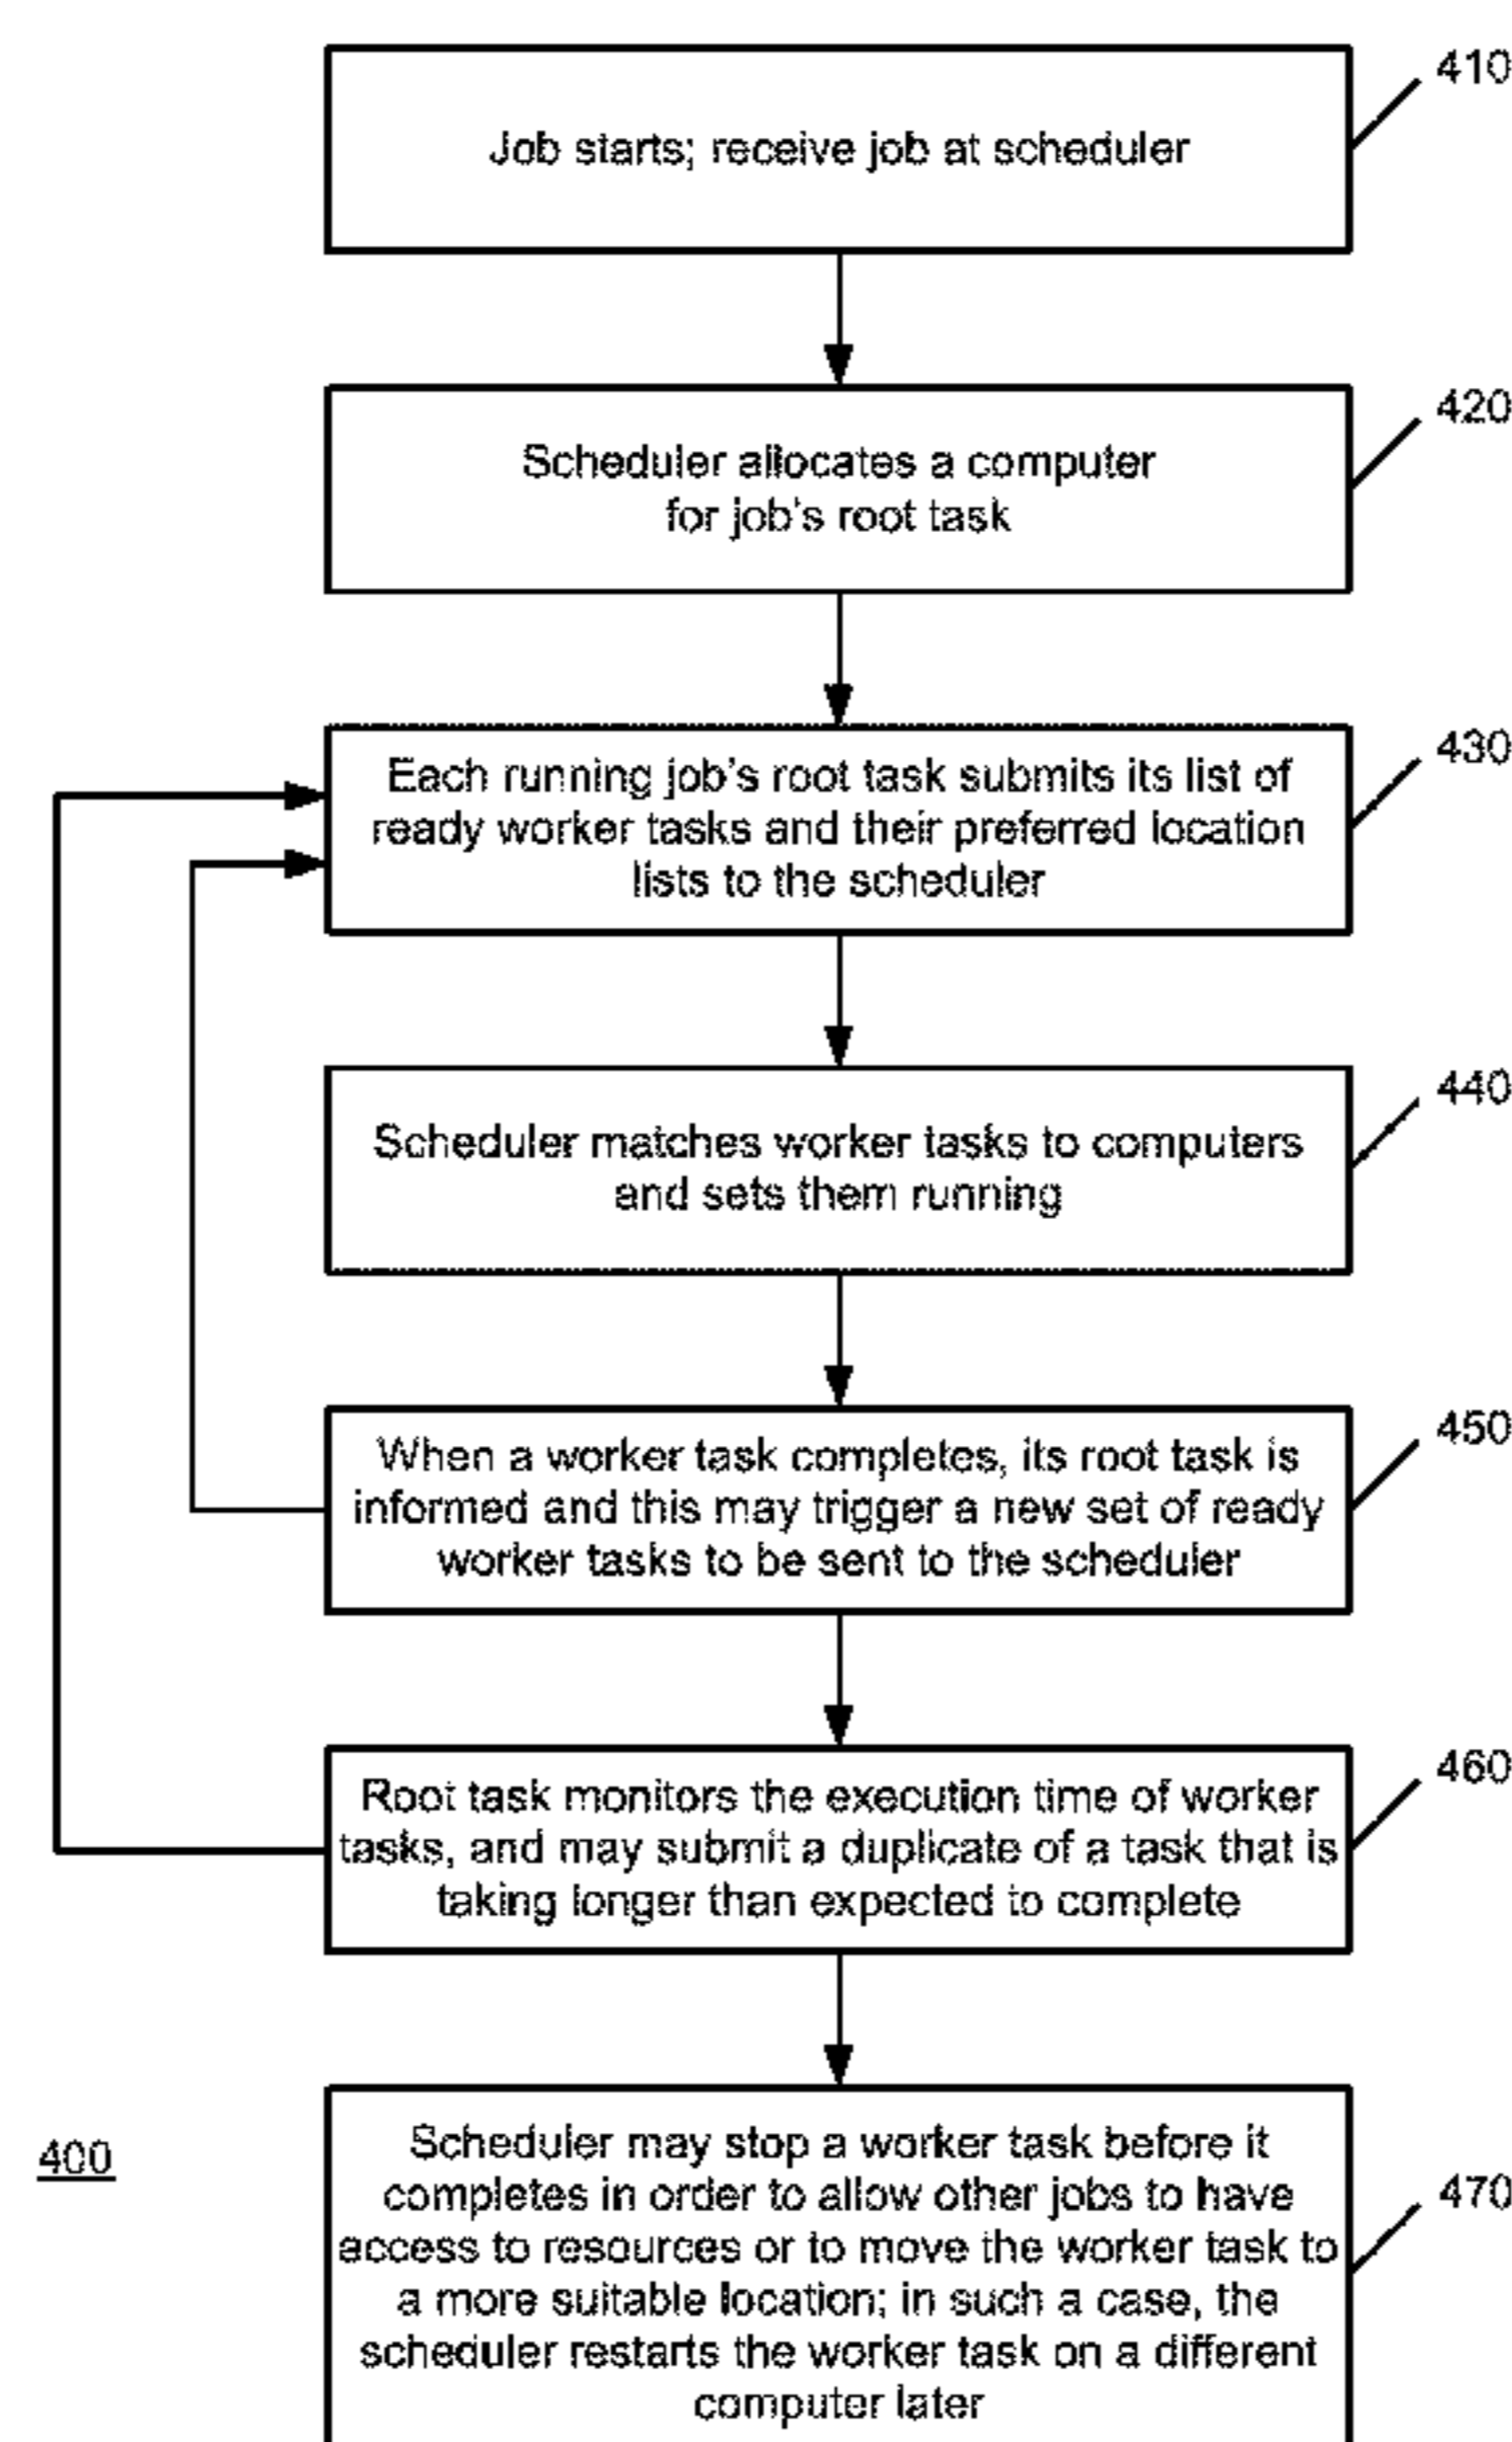 410
Job starts; receive job at scheduler
420
Scheduler allocates a computer
for job's root task
430
Each running job's root task submits its list of
ready worker tasks and their preferred location
lists to the scheduler
440
Scheduler matches worker tasks to computers
and sets them running
450
When a worker task completes, its root task is
informed and this may trigger a new set of ready
worker tasks to be sent to the scheduler
460
Root task monitors the execution time of worker
tasks, and may submit a duplicate of a task that is
taking longer than expected to complete
400
470
Scheduler may stop a worker task before it
completes in order to allow other jobs to have
access to resources or to move the worker task to
a more suitable location; in such a case, the
scheduler restarts the worker task on a different
computer later